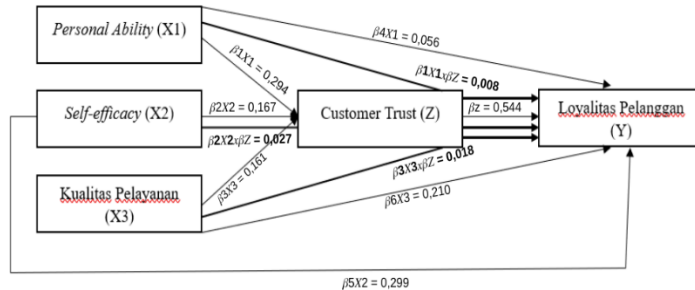 Personal Ability (X1)
β4X1 = 0,056
β1X1 = 0,294
β1X1xβZ = 0,008
Self-efficacy (X2)
β2X2 = 0,167
β2X2xβZ = 0,027
Customer Trust (Z)
βz = 0,544
Loyalitas Pelanggan
(Y)
β3X3 = 0,161
β3X3xβZ = 0,018
Kualitas Pelayanan
(X3)
β6X3 = 0,210
β5X2 = 0,299